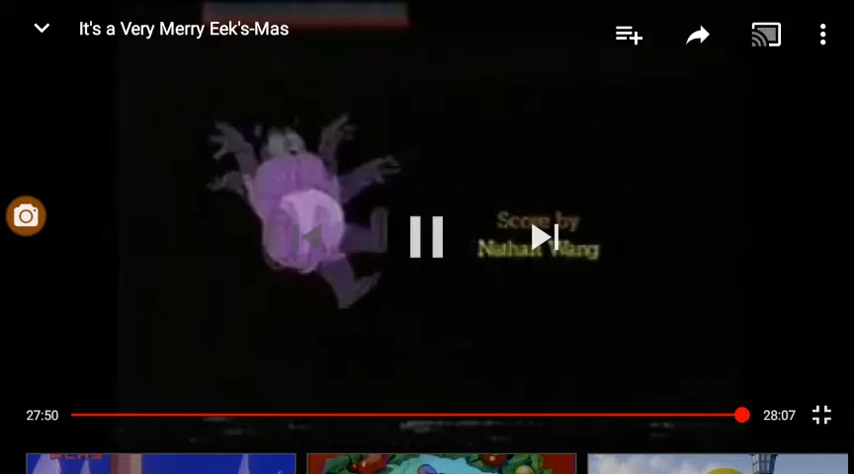 It's a Very Merry Eek's-Mas
Score by
Nathan Wang
27:50
28:07